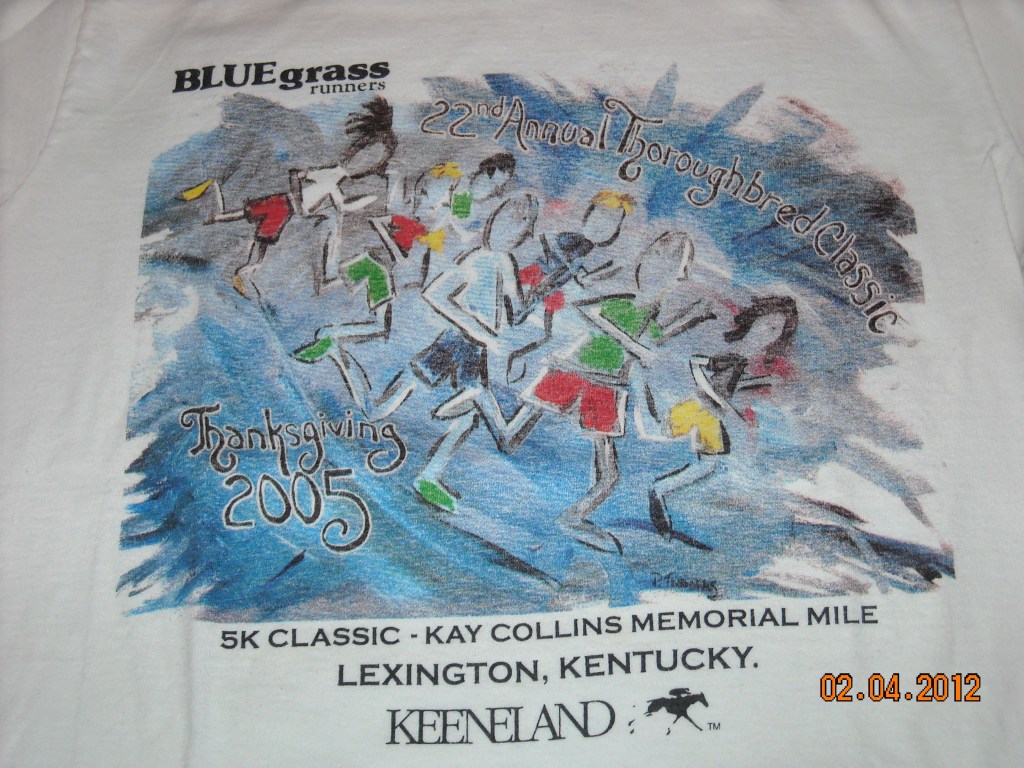 BLUEgrass
runners
22nd Annual Thoroughbred Classic
Thanksgiving
2005
5K CLASSIC - KAY COLLINS MEMORIAL MILE
LEXINGTON, KENTUCKY.
KEENELAND TM
02.04.2012